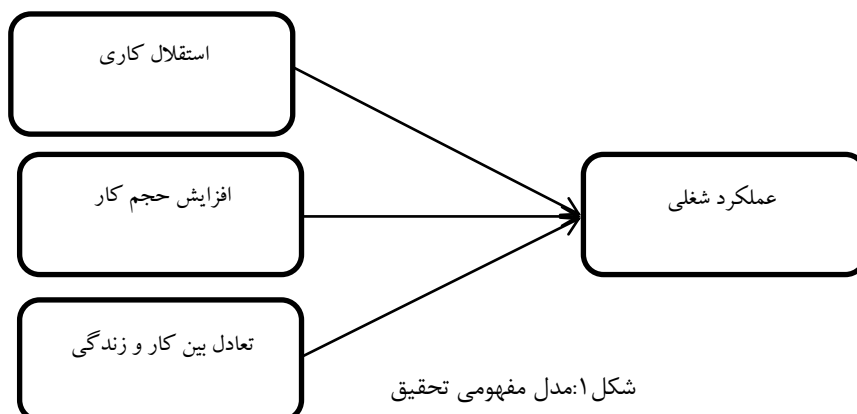 استقلال کاری
افزایش حجم کار
عملکرد شغلی
تعادل بین کار و زندگی
شکل۱:مدل مفهومی تحقیق